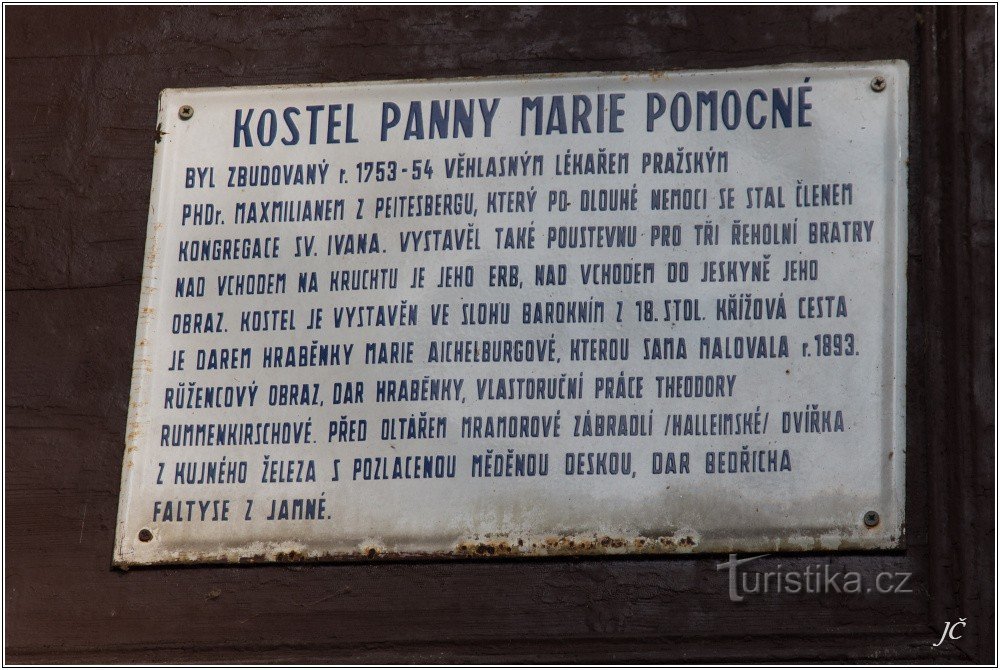 KOSTEL PANNY MARIE POMOCNÉ
BYL ZBUDOVANÝ r. 1753-54 VĚHLASNÝM LÉKAŘEM PRAŽSKÝM
PHDr. MAXMILIANEM Z PEITESBERGU, KTERÝ PO DLOUHÉ NEMOCI SE STAL ČLENEM
KONGREGACE SV. IVANA. VYSTAVĚL TAKÉ POUSTEVNU PRO TŘI ŘEHOLNÍ BRATRY
NAD VCHODEM NA KRUCHTU JE JEHO ERB, NAD VCHODEM DO JESKYNĚ JEHO
OBRAZ. KOSTEL JE VYSTAVĚN VE SLOHU BAROKNÍM Z 18. STOL. KŘÍŽOVÁ CESTA
JE DAREM HRABĚNKY MARIE AICHELBURGOVÉ, KTEROU SAMA MALOVALA r. 1893.
RŮŽENCOVÝ OBRAZ, DAR HRABĚNKY, VLASTORUČNÍ PRÁCE THEODORY
RUMMENKIRSCHOVÉ. PŘED OLTÁŘEM MRAMOROVÉ ZÁBRADLÍ /HALLEIMSKÉ/ DVÍŘKA
Z KUJNÉHO ŽELEZA S POZLACENOU MĚDĚNOU DESKOU, DAR BEDŘICHA
FALTYSE Z JAMNÉ.
Turistika.cz
JČ